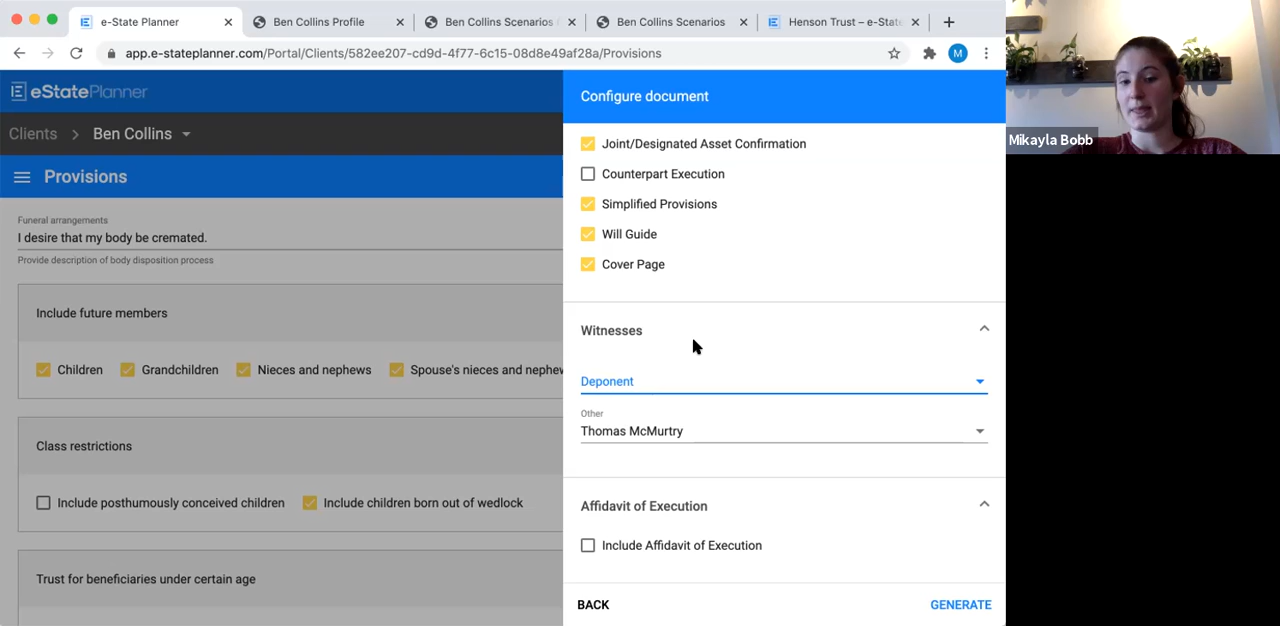 e-State Planner
Ben Collins Profile
Ben Collins Scenarios
Ben Collins Scenarios
Henson Trust – e-State
app.e-stateplanner.com/Portal/Clients/582ee207-cd9d-4f77-6c15-08d8e49af28a/Provisions
M
eStatePlanner
Clients > Ben Collins
Provisions
Funeral arrangements
I desire that my body be cremated.
Provide description of body disposition process
Include future members
Children
Grandchildren
Nieces and nephews
Spouse's nieces and nephew
Class restrictions
Include posthumously conceived children
Include children born out of wedlock
Trust for beneficiaries under certain age
Configure document
Joint/Designated Asset Confirmation
Counterpart Execution
Simplified Provisions
Will Guide
Cover Page
Witnesses
Deponent
Other
Thomas McMurtry
Affidavit of Execution
Include Affidavit of Execution
BACK
GENERATE
Mikayla Bobb